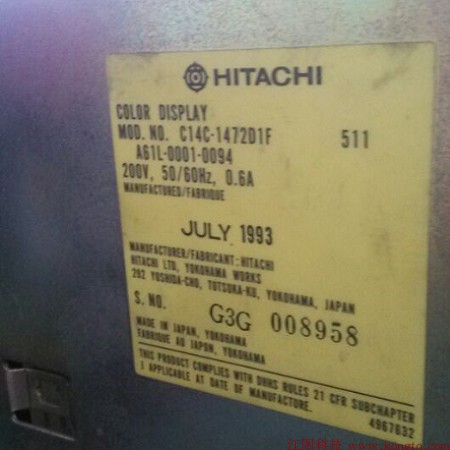 HITACHI
COLOR DISPLAY
MOD. NO. C14C-1472D1F 511
A61L-0001-0094
200V, 50/60Hz, 0.6A
MANUFACTURED/FABRIQUE
JULY 1993
MANUFACTURER/FABRICANT: HITACHI
HITACHI LTD, YOKOHAMA WORKS
292 YOSHIDA-CHO, TOTSUKA-KU, YOKOHAMA, JAPAN
S. NO. G3G 008958
MADE IN JAPAN, YOKOHAMA
FABRIQUE AU JAPON, YOKOHAMA
THIS PRODUCT COMPLIES WITH DHHS RULES 21 CFR SUBCHAPTER
J APPLICABLE AT DATE OF MANUFACTURE.
4967632